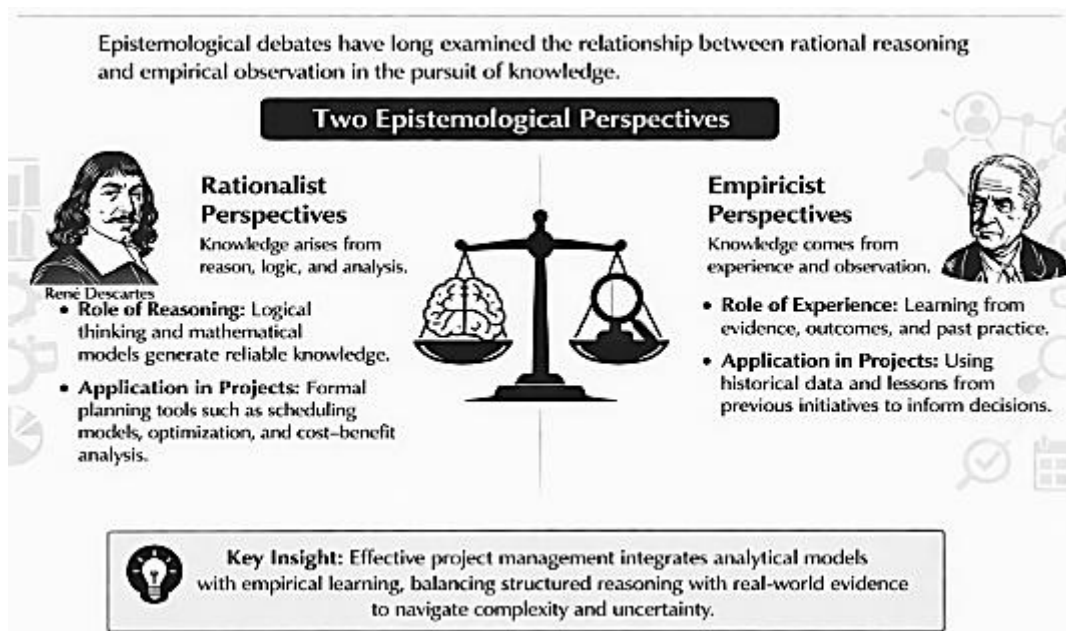 Epistemological debates have long examined the relationship between rational reasoning
and empirical observation in the pursuit of knowledge.
Two Epistemological Perspectives
Rationalist
Perspectives
Knowledge arises from
reason, logic, and analysis.
René Descartes
• Role of Reasoning: Logical
thinking and mathematical
models generate reliable knowledge.
• Application in Projects: Formal
planning tools such as scheduling
models, optimization, and cost–benefit
analysis.
Empiricist
Perspectives
Knowledge comes from
experience and observation.
• Role of Experience: Learning from
evidence, outcomes, and past practice.
• Application in Projects: Using
historical data and lessons from
previous initiatives to inform decisions.
Key Insight: Effective project management integrates analytical models
with empirical learning, balancing structured reasoning with real-world evidence
to navigate complexity and uncertainty.